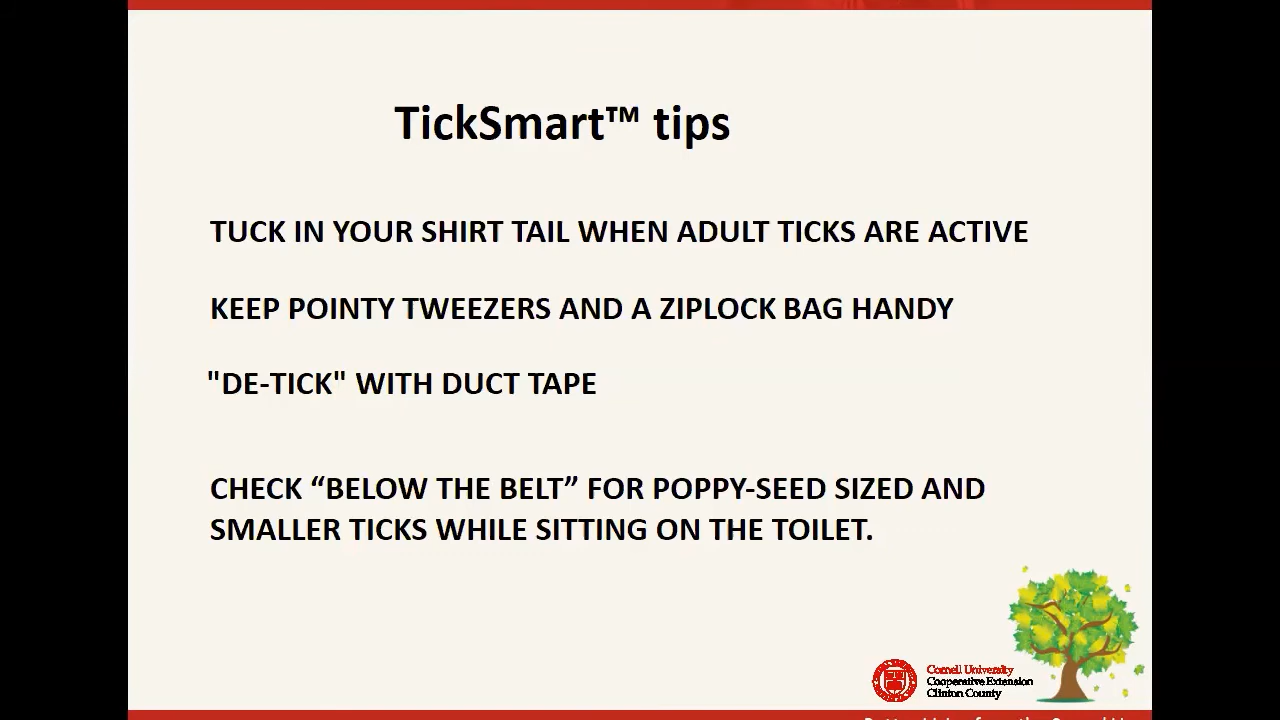 TickSmart™ tips
TUCK IN YOUR SHIRT TAIL WHEN ADULT TICKS ARE ACTIVE
KEEP POINTY TWEEZERS AND A ZIPLOCK BAG HANDY
"DE-TICK" WITH DUCT TAPE
CHECK “BELOW THE BELT” FOR POPPY-SEED SIZED AND
SMALLER TICKS WHILE SITTING ON THE TOILET.
Cornell University
Cooperative Extension
Clinton County